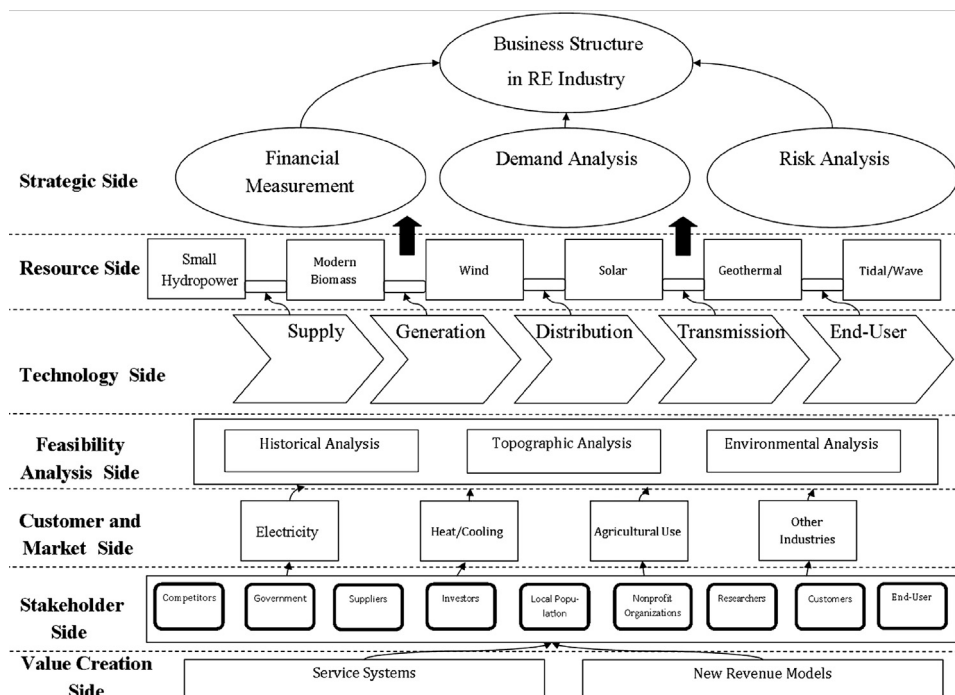 Business Structure
in RE Industry
Financial
Measurement
Demand Analysis
Risk Analysis
Strategic Side
Resource Side
Small
Hydropower
Modern
Biomass
Wind
Solar
Geothermal
Tidal/Wave
Supply
Generation
Distribution
Transmission
End-User
Technology Side
Feasibility
Analysis Side
Historical Analysis
Topographic Analysis
Environmental Analysis
Customer and
Market Side
Electricity
Heat/Cooling
Agricultural Use
Other
Industries
Stakeholder
Side
Competitors
Government
Suppliers
Investors
Local Popu-
lation
Nonprofit
Organizations
Researchers
Customers
End-User
Value Creation
Side
Service Systems
New Revenue Models